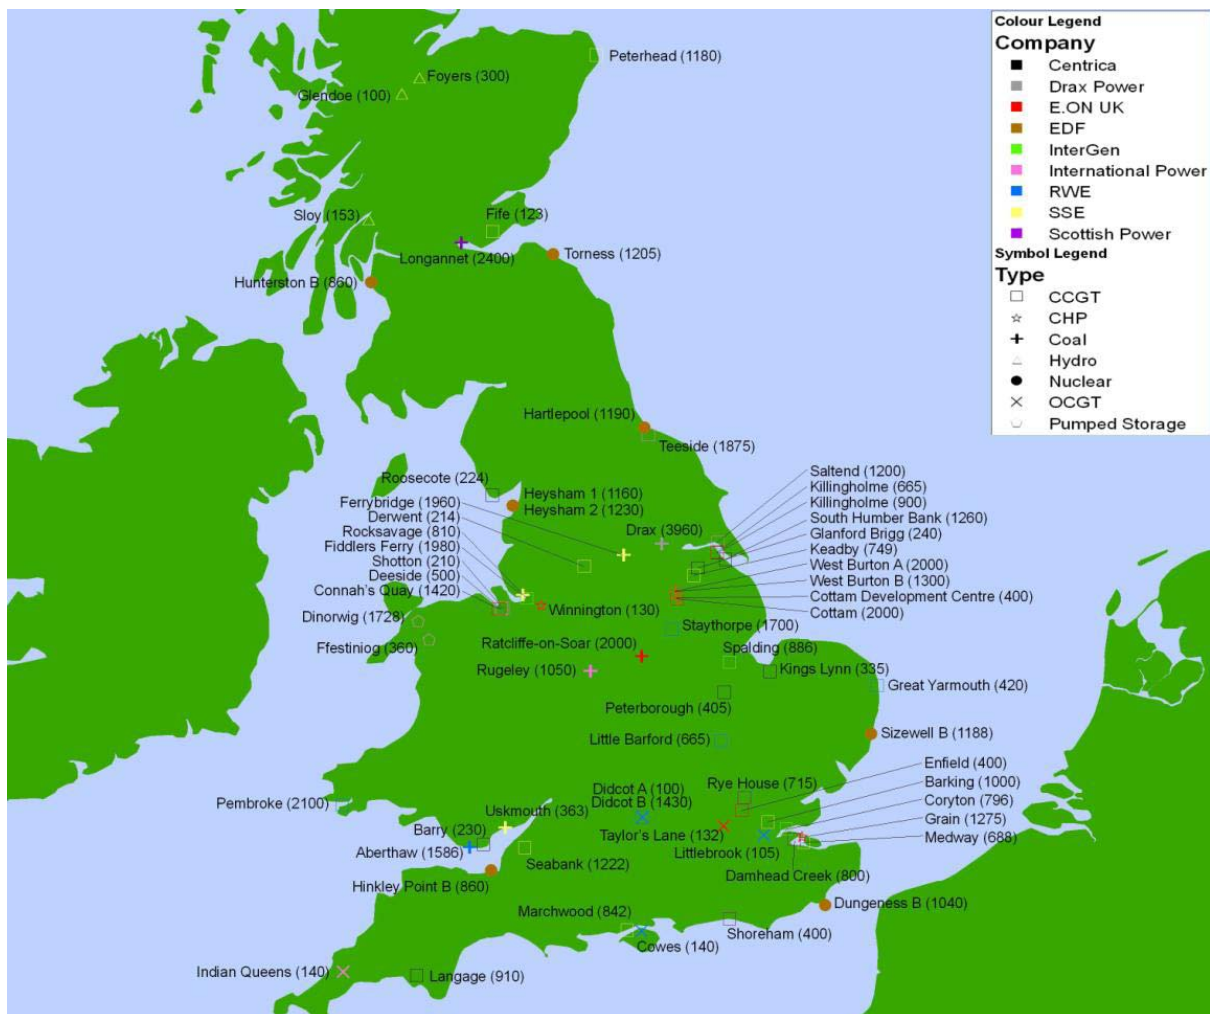 Colour Legend
Company
Centrica
Drax Power
E.ON UK
EDF
InterGen
International Power
RWE
SSE
Scottish Power
Symbol Legend
Type
CCGT
CHP
Coal
Hydro
Nuclear
OCGT
Pumped Storage
Peterhead (1180)
Foyers (300)
Glendoe (100)
Sloy (153)
Fife (123)
Longannet (2400)
Torness (1205)
Hunterston B (860)
Hartlepool (1190)
Teeside (1875)
Roosecote (224)
Heysham 1 (1160)
Heysham 2 (1230)
Ferrybridge (1960)
Derwent (214)
Rocksavage (810)
Fiddlers Ferry (1980)
Shotton (210)
Deeside (500)
Connah's Quay (1420)
Dinorwig (1728)
Ffestiniog (360)
Drax (3960)
Saltend (1200)
Killingholme (665)
Killingholme (900)
South Humber Bank (1260)
Glanford Brigg (240)
Keadby (749)
West Burton A (2000)
West Burton B (1300)
Cottam Development Centre (400)
Cottam (2000)
Winnington (130)
Staythorpe (1700)
Ratcliffe-on-Soar (2000)
Spalding (886)
Rugeley (1050)
Kings Lynn (335)
Great Yarmouth (420)
Peterborough (405)
Little Barford (665)
Sizewell B (1188)
Enfield (400)
Barking (1000)
Coryton (796)
Grain (1275)
Medway (688)
Rye House (715)
Didcot A (100)
Didcot B (1430)
Pembroke (2100)
Uskmouth (363)
Barry (230)
Aberthaw (1586)
Taylor's Lane (132)
Littlebrook (105)
Seabank (1222)
Damhead Creek (800)
Hinkley Point B (860)
Dungeness B (1040)
Marchwood (842)
Shoreham (400)
Cowes (140)
Indian Queens (140)
Langage (910)